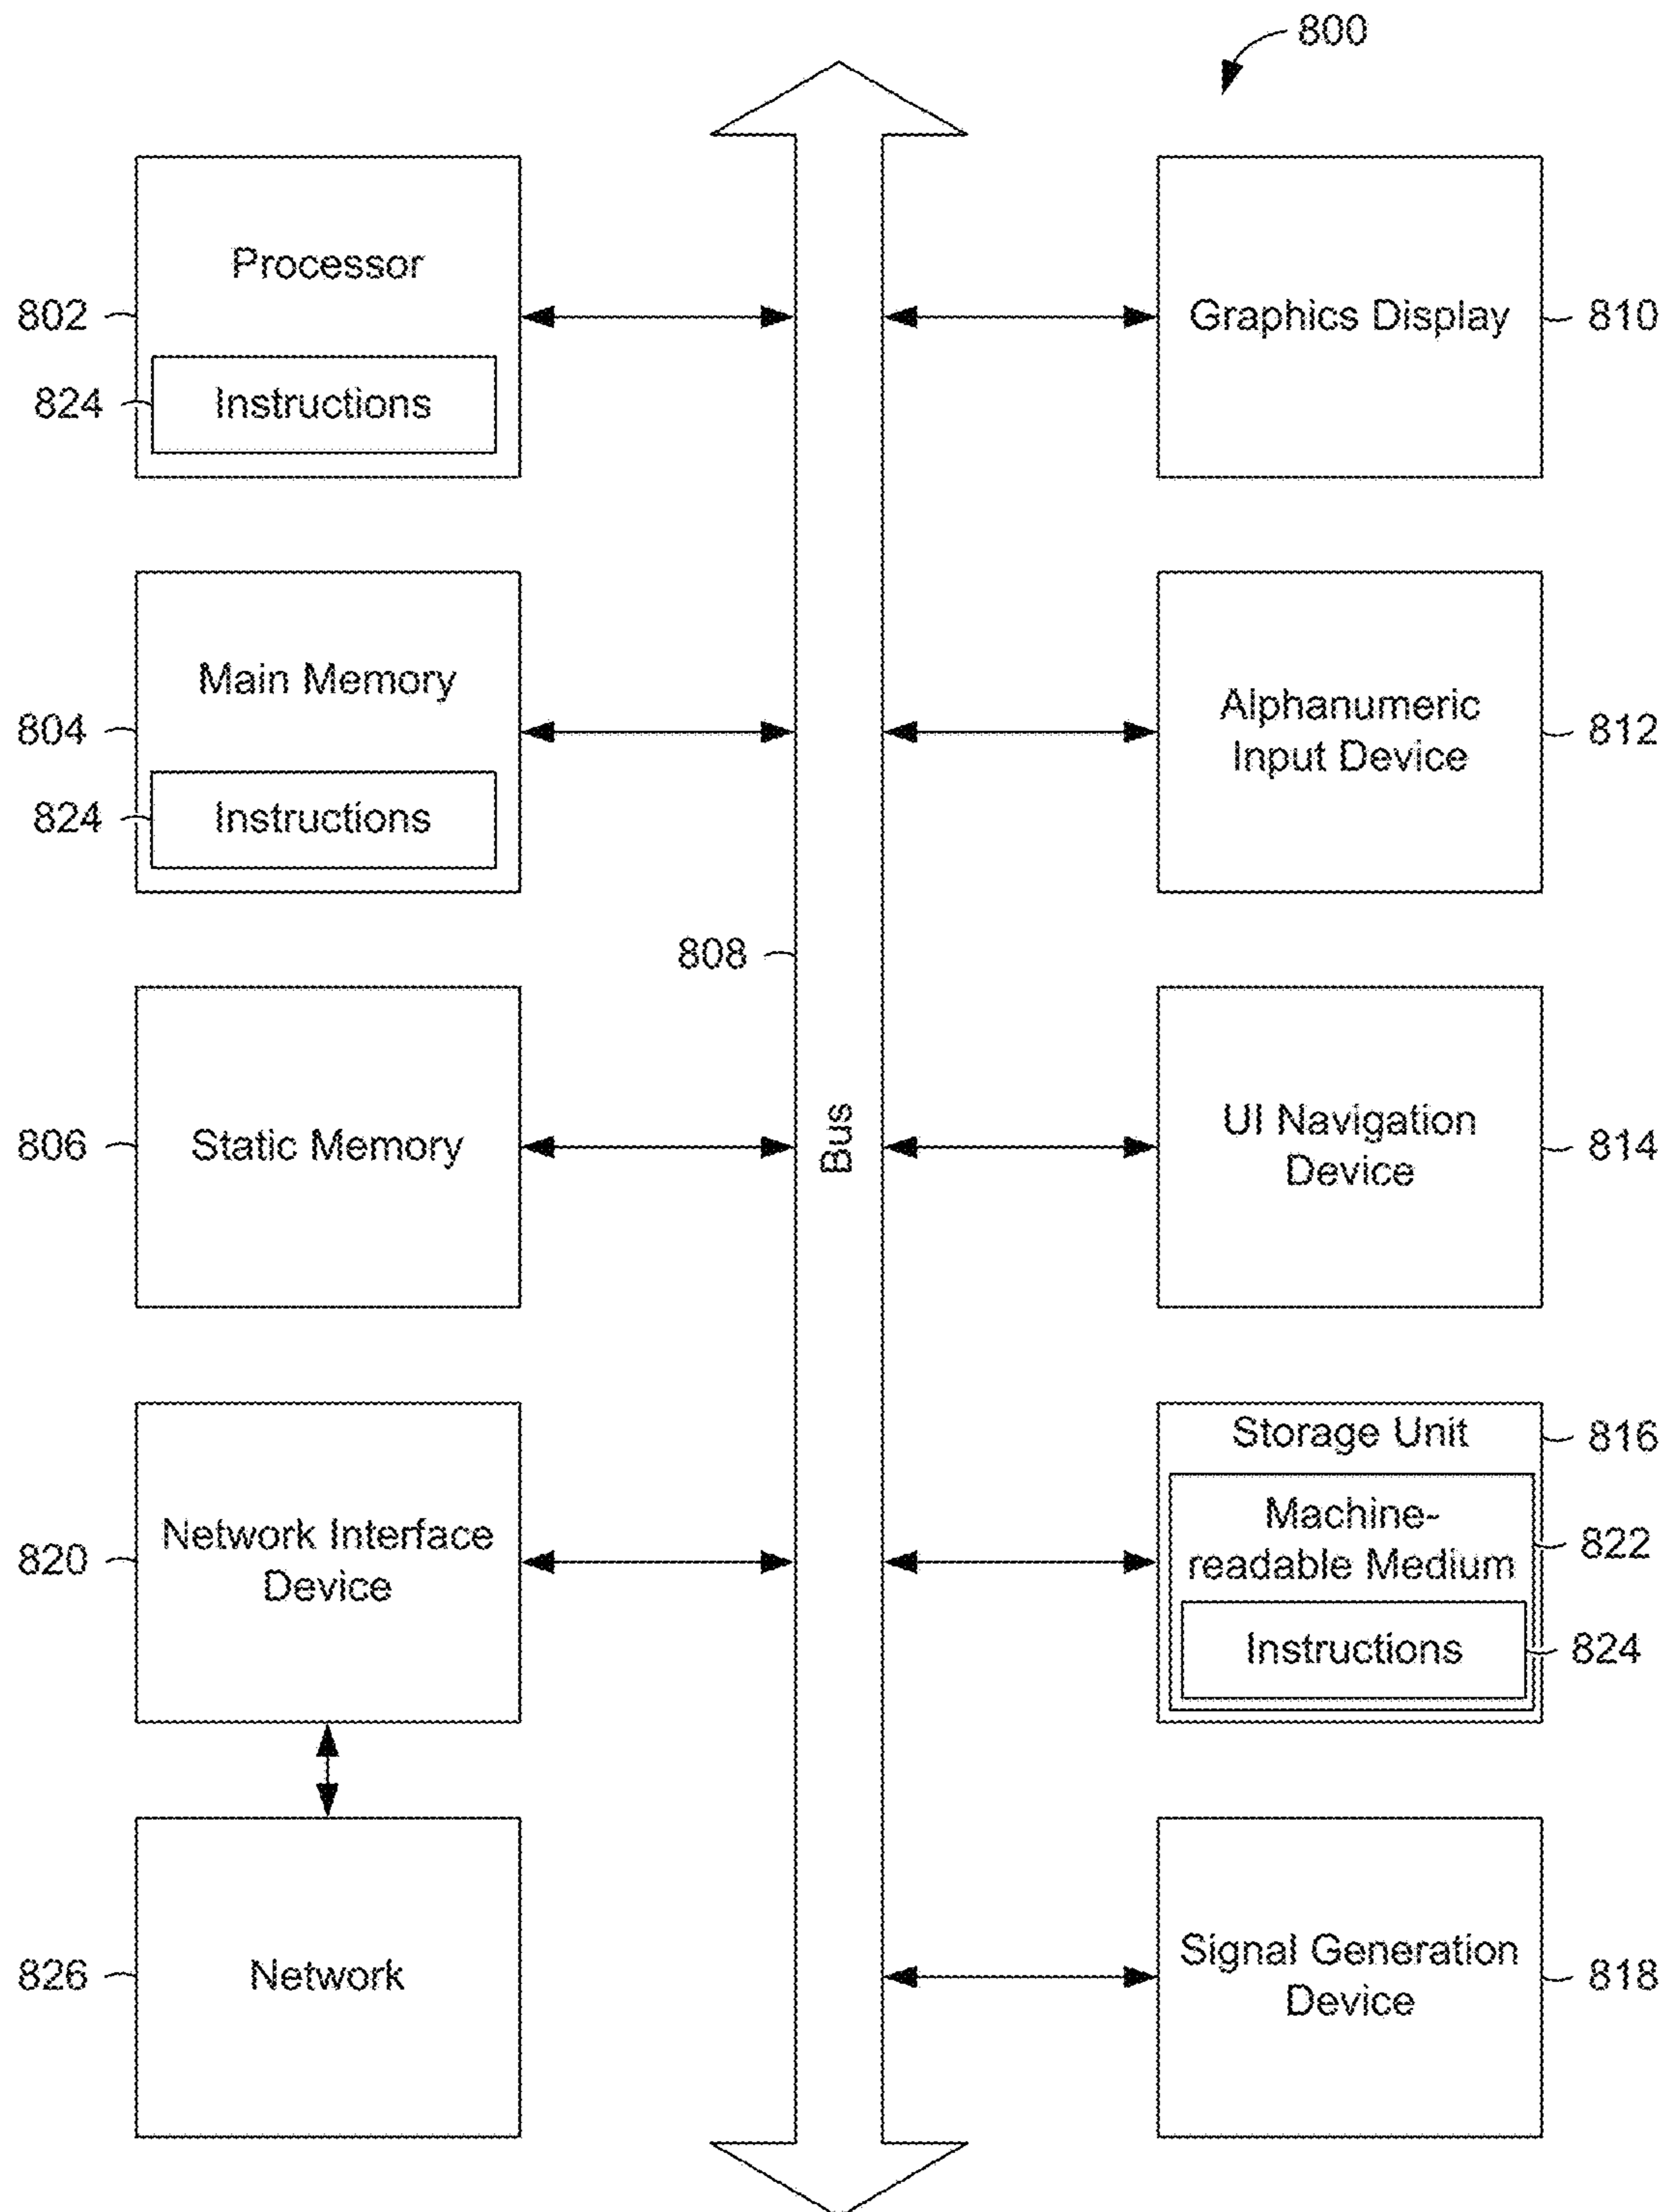 800
Processor
802
824
Instructions
Graphics Display
810
Main Memory
804
824
Instructions
Alphanumeric
Input Device
812
808
Bus
806
Static Memory
UI Navigation
Device
814
820
Network Interface
Device
Storage Unit
816
Machine-
readable Medium
822
Instructions
824
826
Network
Signal Generation
Device
818